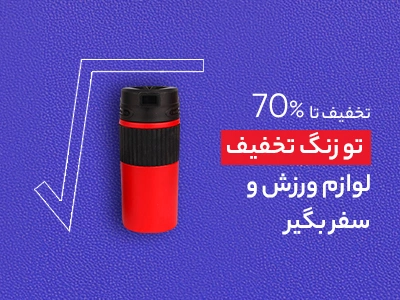 تخفیف تا 70%
تو زنگ تخفیف
لوازم ورزش و
سفر بگیر